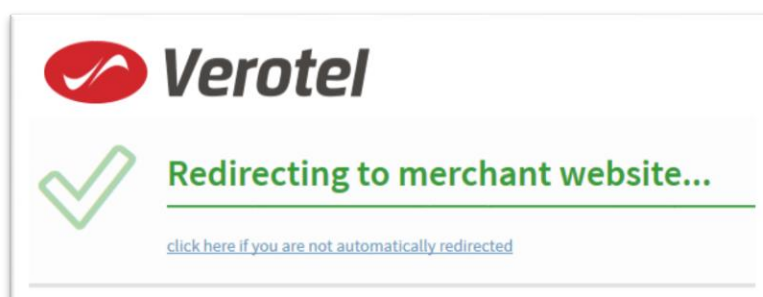 Verotel
Redirecting to merchant website...
click here if you are not automatically redirected